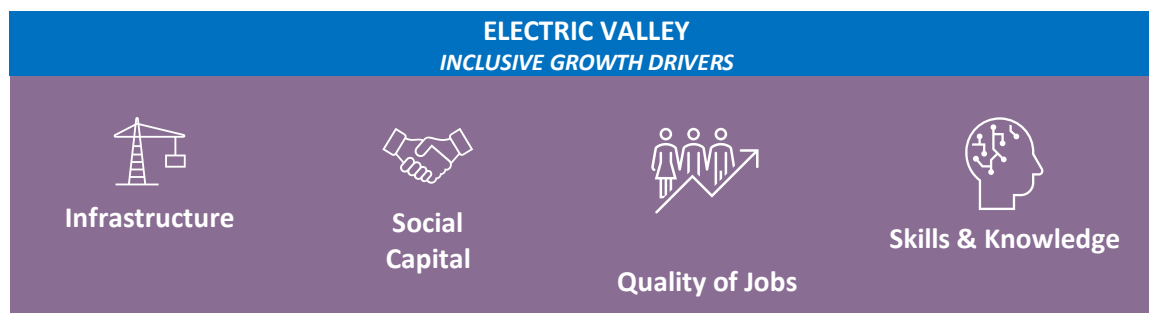 ELECTRIC VALLEY
INCLUSIVE GROWTH DRIVERS
Infrastructure
Social
Capital
Quality of Jobs
Skills & Knowledge